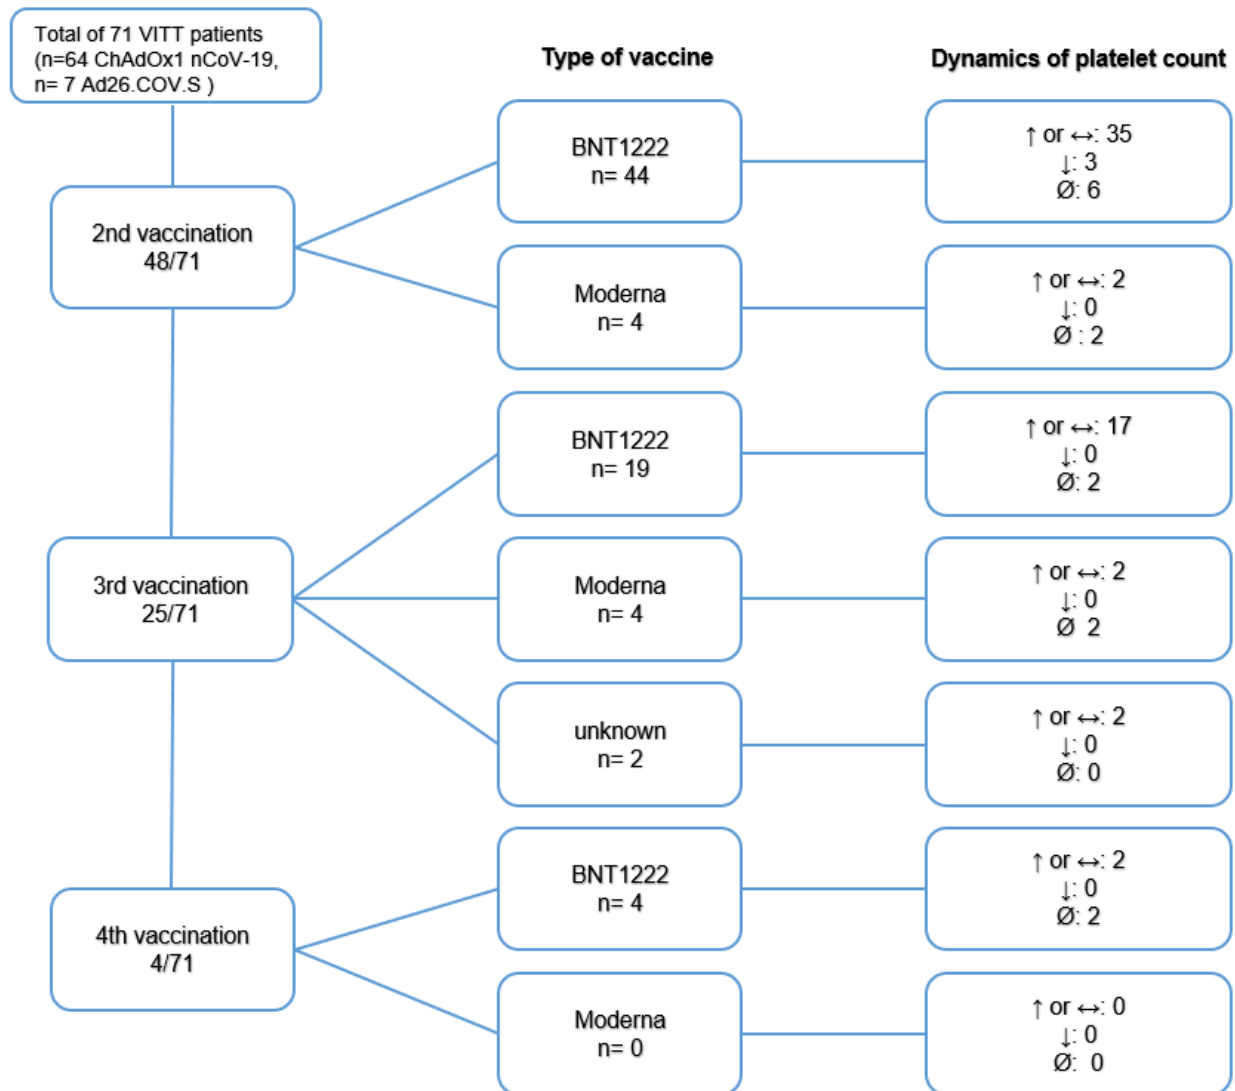 Total of 71 VITT patients
(n=64 ChAdOx1 nCoV-19,
n= 7 Ad26.COV.S )
Type of vaccine
Dynamics of platelet count
2nd vaccination
48/71
BNT1222
n= 44
↑ or ↔: 35
↓: 3
Ø: 6
Moderna
n= 4
↑ or ↔: 2
↓: 0
Ø : 2
3rd vaccination
25/71
BNT1222
n= 19
↑ or ↔: 17
↓: 0
Ø: 2
Moderna
n= 4
↑ or ↔: 2
↓: 0
Ø 2
unknown
n= 2
↑ or ↔: 2
↓: 0
Ø: 0
4th vaccination
4/71
BNT1222
n= 4
↑ or ↔: 2
↓: 0
Ø: 2
Moderna
n= 0
↑ or ↔: 0
↓: 0
Ø: 0